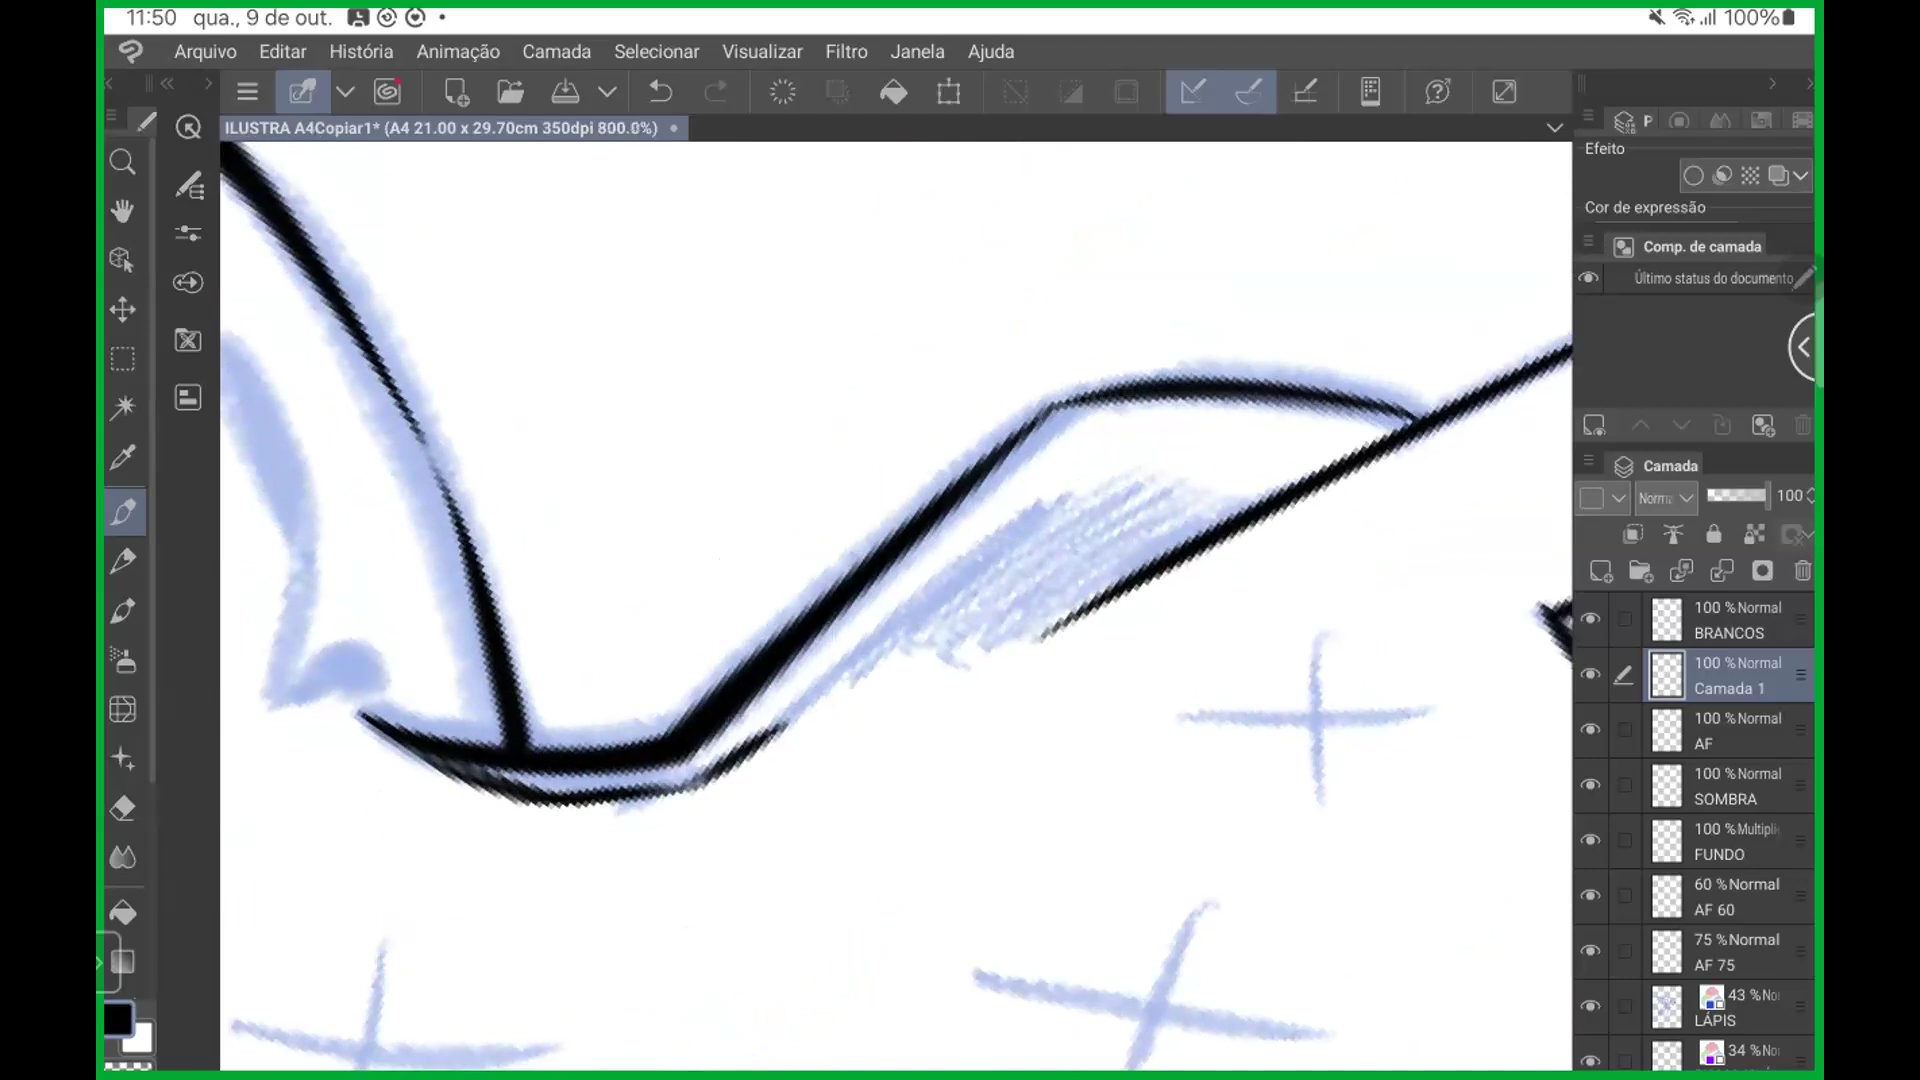 11:50 qua., 9 de out.
100%
Arquivo Editar História Animação Camada Selecionar Visualizar Filtro Janela Ajuda
ILUSTRA A4Copiar1* (A4 21.00 x 29.70cm 350dpi 800.0%)
P
Efeito
Cor de expressão
Comp. de camada
Último status do documento
Camada
Norma 100
100 % Normal
BRANCOS
100 % Normal
Camada 1
100 % Normal
AF
100 % Normal
SOMBRA
100 % Multipli
FUNDO
60 % Normal
AF 60
75 % Normal
AF 75
43 % No
LÁPIS
34 % No